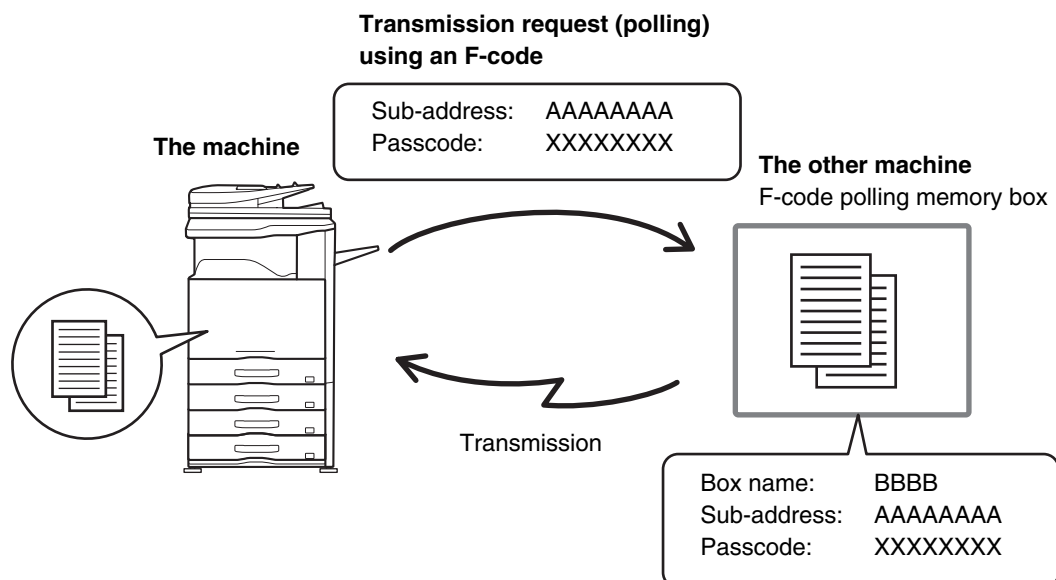 Transmission request (polling)
using an F-code
Sub-address: AAAAAAAA
Passcode: XXXXXXXX
The machine
The other machine
F-code polling memory box
Transmission
Box name: BBBB
Sub-address: AAAAAAAA
Passcode: XXXXXXXX